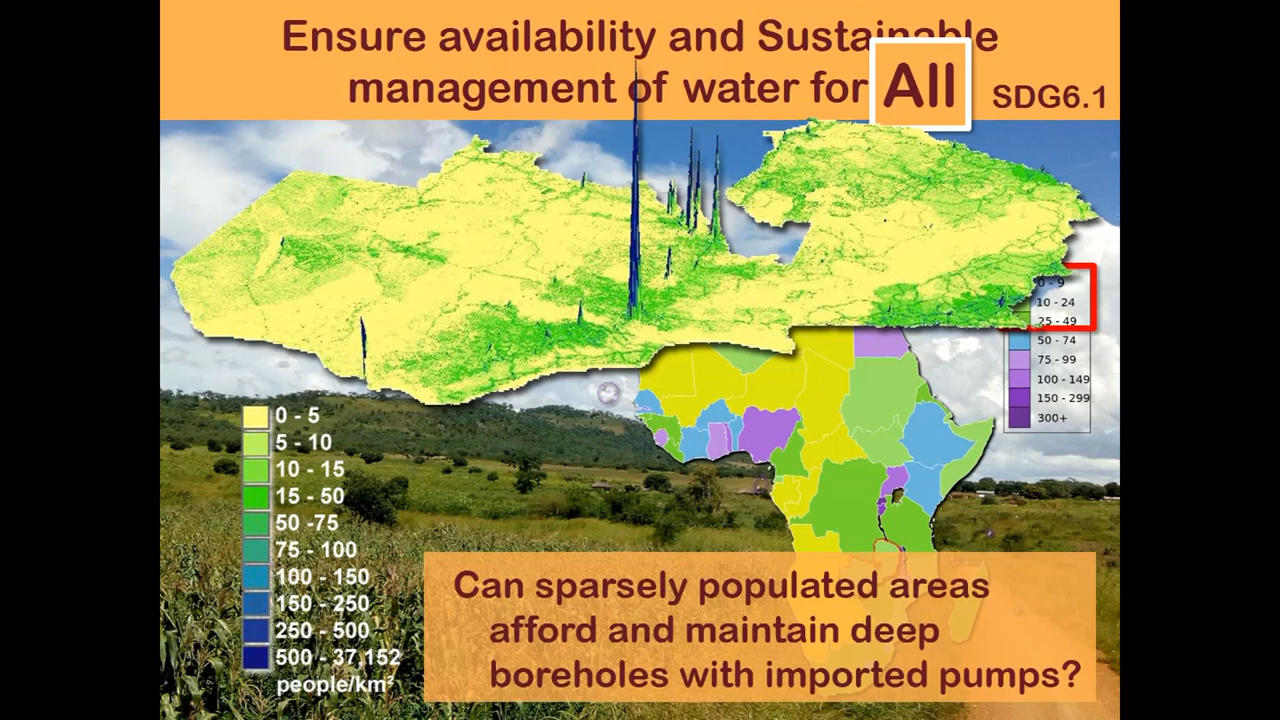 Ensure availability and Sustainable
management of water for All SDG6.1
0 - 9
10 - 24
25 - 49
50 - 74
75 - 99
100 - 149
150 - 299
300+
0 - 5
5 - 10
10 - 15
15 - 50
50 -75
75 - 100
100 - 150
150 - 250
250 - 500
500 - 37,152
people/km²
Can sparsely populated areas
afford and maintain deep
boreholes with imported pumps?